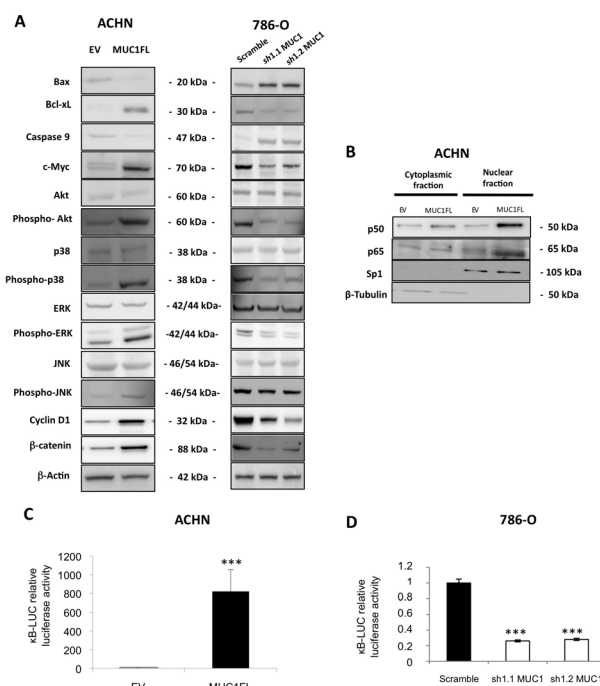 A
ACHN
EV MUC1FL
786-O
Scramble
sh1.1 MUC1
sh1.2 MUC1
Bax - 20 kDa -
Bcl-xL - 30 kDa -
Caspase 9 - 47 kDa -
c-Myc - 70 kDa -
Akt - 60 kDa -
Phospho- Akt - 60 kDa -
p38 - 38 kDa -
Phospho-p38 - 38 kDa -
ERK - 42/44 kDa-
Phospho-ERK -42/44 kDa-
JNK - 46/54 kDa-
Phospho-JNK - 46/54 kDa-
Cyclin D1 - 32 kDa -
β-catenin - 88 kDa -
β-Actin - 42 kDa -
B
ACHN
Cytoplasmic fraction
Nuclear fraction
EV MUC1FL EV MUC1FL
p50 - 50 kDa
p65 - 65 kDa
Sp1 - 105 kDa
β-Tubulin - 50 kDa
C
ACHN
κB-LUC relative
luciferase activity
1200
1000
800
600
400
200
0
***
EV MUC1FL
D
786-O
κB-LUC relative
luciferase activity
1.2
1
0.8
0.6
0.4
0.2
0
*** ***
Scramble sh1.1 MUC1 sh1.2 MUC1